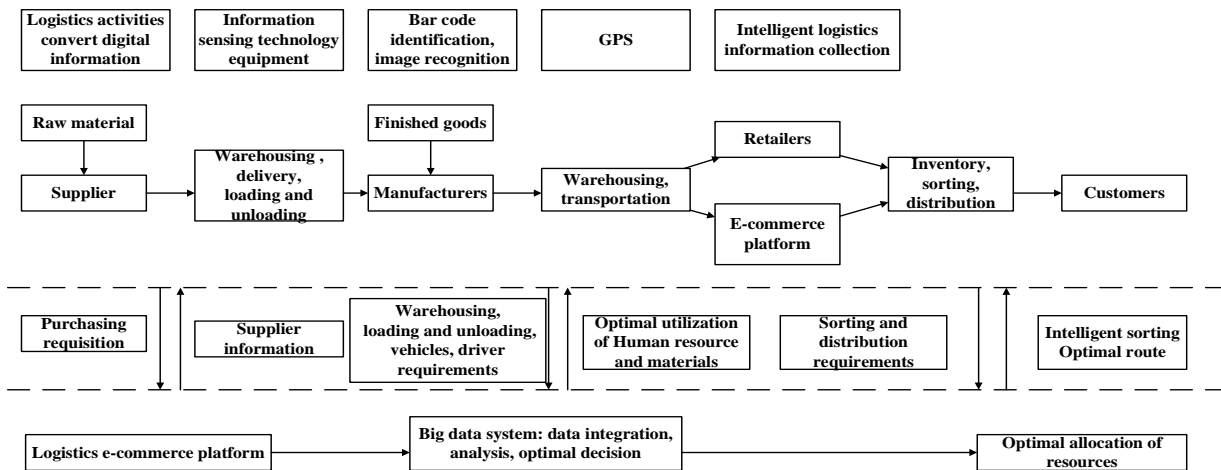 Logistics activities
convert digital
information
Information
sensing technology
equipment
Bar code
identification,
image recognition
GPS
Intelligent logistics
information collection
Raw material
Finished goods
Retailers
Supplier
Warehousing ,
delivery,
loading and
unloading
Manufacturers
Warehousing,
transportation
E-commerce
platform
Inventory,
sorting,
distribution
Customers
Purchasing
requisition
Supplier
information
Warehousing,
loading and unloading,
vehicles, driver
requirements
Optimal utilization
of Human resource
and materials
Sorting and
distribution
requirements
Intelligent sorting
Optimal route
Logistics e-commerce platform
Big data system: data integration,
analysis, optimal decision
Optimal allocation of
resources